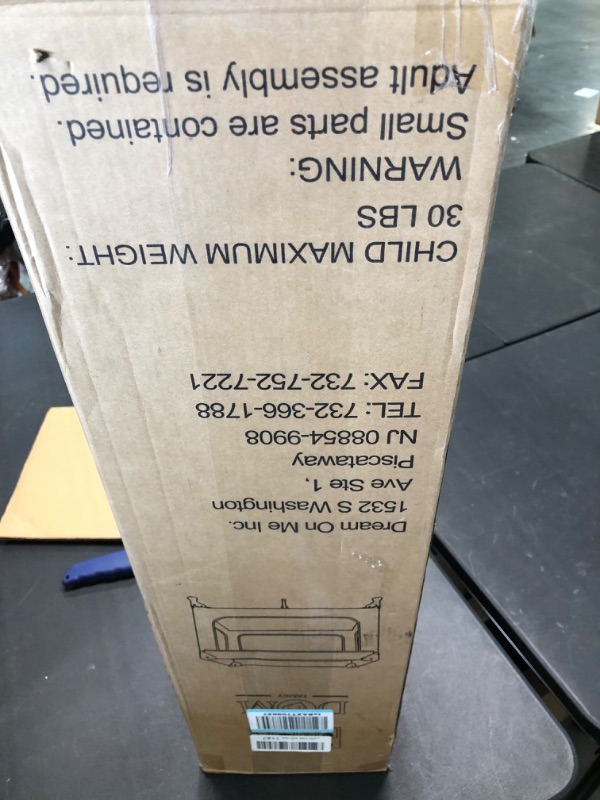 FAMILY
Dream On Me Inc.
1532 S Washington
Ave Ste 1,
Piscataway
NJ 08854-9908
TEL: 732-366-1788
FAX: 732-752-7221
CHILD MAXIMUM WEIGHT:
30 LBS
WARNING:
Small parts are contained.
Adult assembly is required.